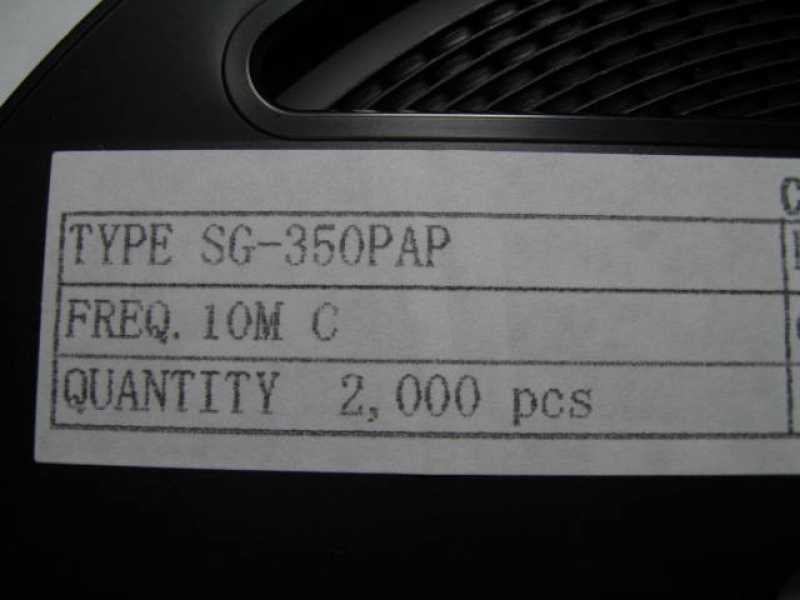 C
TYPE SG-350PAP
FREQ. 10M C
QUANTITY 2,000 pcs